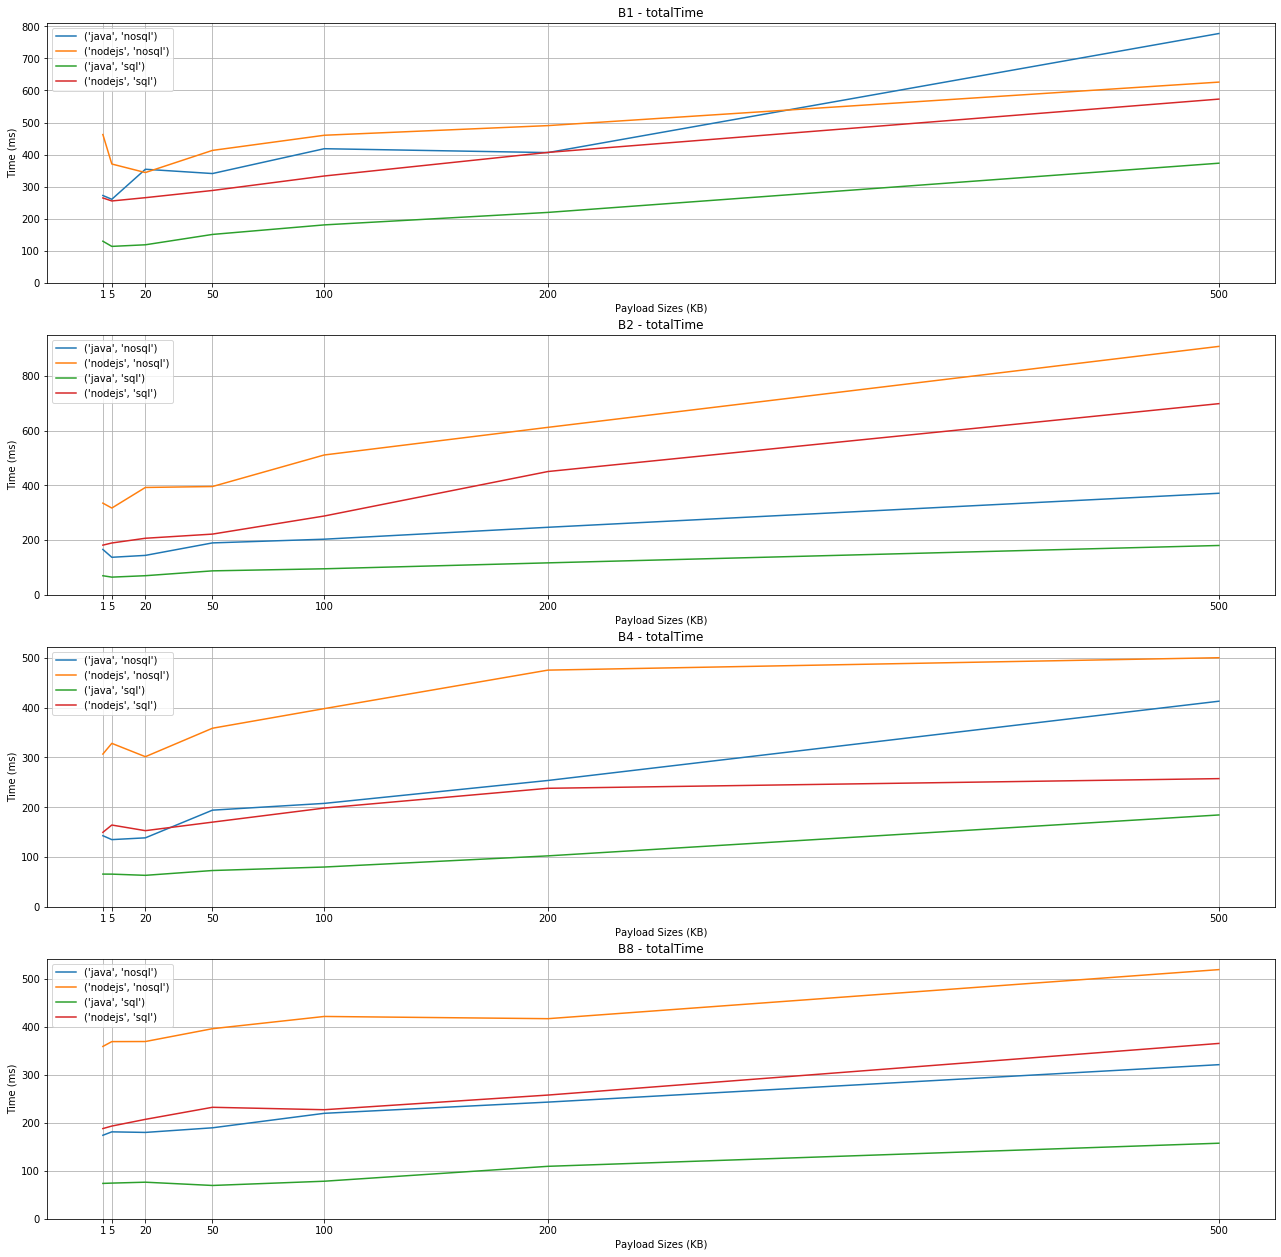 B1 - totalTime
('java', 'nosql')
('nodejs', 'nosql')
('java', 'sql')
('nodejs', 'sql')
Time (ms)
800
700
600
500
400
300
200
100
0
1 5 20 50 100 200 500
Payload Sizes (KB)
B2 - totalTime
('java', 'nosql')
('nodejs', 'nosql')
('java', 'sql')
('nodejs', 'sql')
Time (ms)
800
600
400
200
0
1 5 20 50 100 200 500
Payload Sizes (KB)
B4 - totalTime
('java', 'nosql')
('nodejs', 'nosql')
('java', 'sql')
('nodejs', 'sql')
Time (ms)
500
400
300
200
100
0
1 5 20 50 100 200 500
Payload Sizes (KB)
B8 - totalTime
('java', 'nosql')
('nodejs', 'nosql')
('java', 'sql')
('nodejs', 'sql')
Time (ms)
500
400
300
200
100
0
1 5 20 50 100 200 500
Payload Sizes (KB)